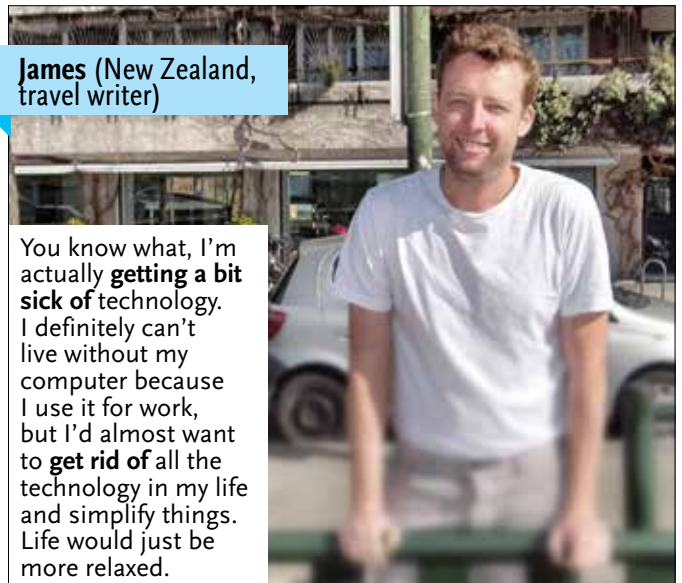 James (New Zealand,
travel writer)
You know what, I’m
actually getting a bit
sick of technology.
I definitely can’t
live without my
computer because
I use it for work,
but I’d almost want
to get rid of all the
technology in my life
and simplify things.
Life would just be
more relaxed.